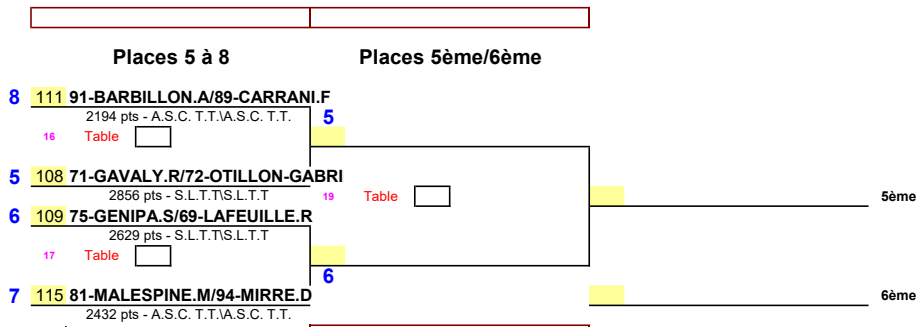 Places 5 à 8 Places 5ème/6ème
8 111 91-BARBILLON.A/89-CARRANI.F
2194 pts - A.S.C. T.T.\A.S.C. T.T. 5
16 Table
5 108 71-GAVALY.R/72-OTILLON-GABRI
2856 pts - S.L.T.T\S.L.T.T 19 Table 5ème
6 109 75-GENIPA.S/69-LAFEUILLE.R
2629 pts - S.L.T.T\S.L.T.T
17 Table
6
7 115 81-MALESPINE.M/94-MIRRE.D 6ème
2432 pts - A.S.C. T.T.\A.S.C. T.T.